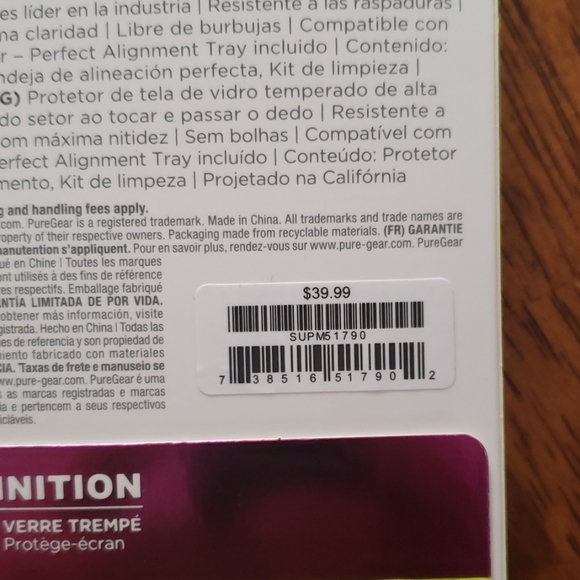 es líder en la industria | Resistente a las raspaduras |
ma claridad | Libre de burbujas | Compatible con
r – Perfect Alignment Tray incluido | Contenido:
ndeja de alineación perfecta, Kit de limpieza |
G) Protetor de tela de vidro temperado de alta
do setor ao tocar e passar o dedo | Resistente a
om máxima nitidez | Sem bolhas | Compatível com
erfect Alignment Tray incluído | Conteúdo: Protetor
mento, Kit de limpeza | Projetado na Califórnia
g and handling fees apply.
com. PureGear is a registered trademark. Made in China. All trademarks and trade names are
roperty of their respective owners. Packaging made from recyclable materials. (FR) GARANTIE
manutention s'appliquent. Pour en savoir plus, rendez-vous sur www.pure-gear.com. PureGear
ué en Chine | Toutes les marques
nt utilisés à des fins de référence
res respectifs. Emballage fabriqué
ANTÍA LIMITADA DE POR VIDA.
obtener más información, visite
gistrada. Hecho en China | Todas las
es de referencia y son propiedad de
miento fabricado con materiales
CIA. Taxas de frete e manuseio se
ww.pure-gear.com. PureGear é uma
s as marcas registradas e marcas
ia e pertencem a seus respectivos
icláveis.
$39.99
SUPM51790
7 38516 51790 2
INITION
VERRE TREMPÉ
Protège-écran